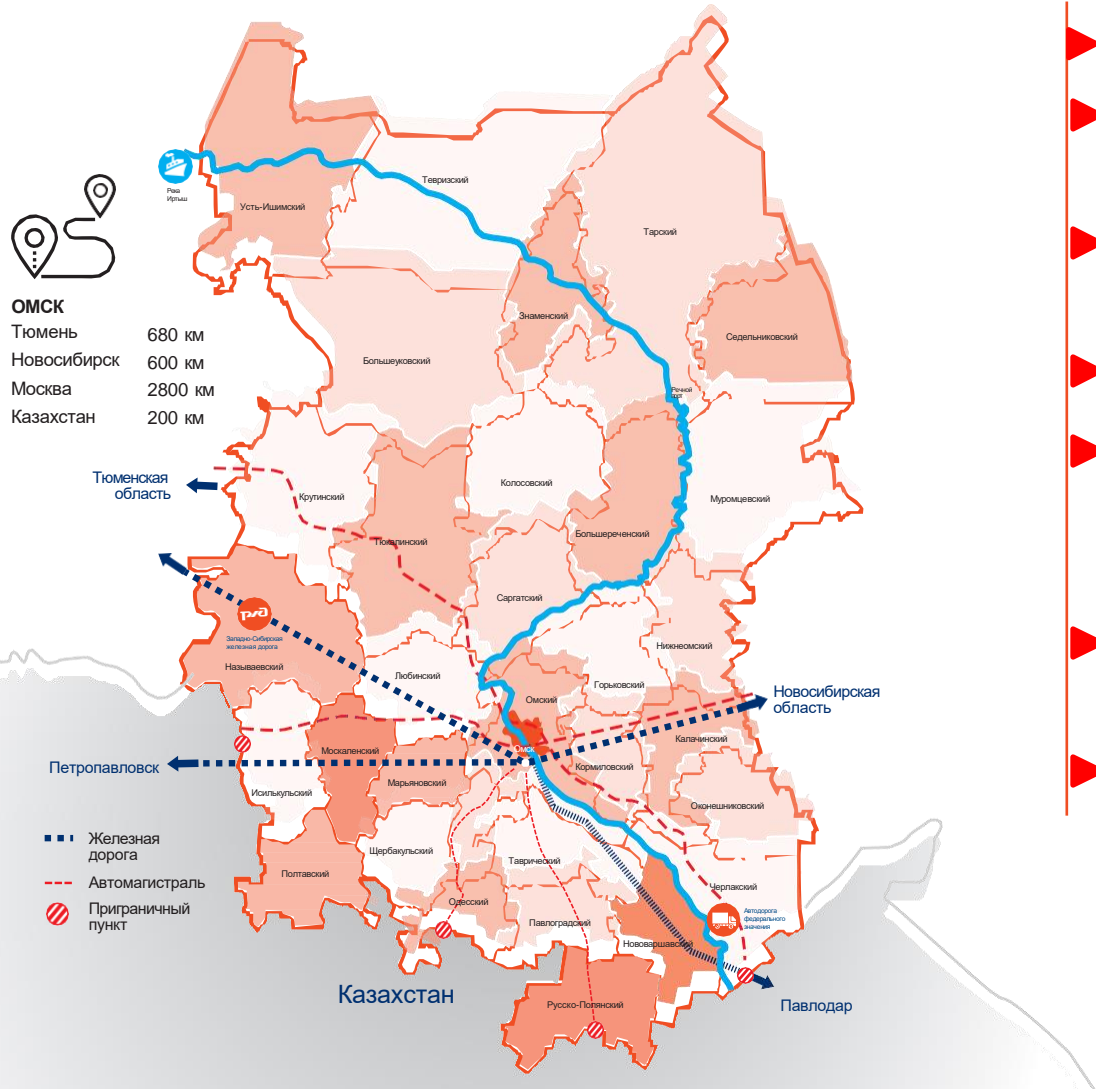 Река
Иртыш
Усть-Ишимский
Тевризский
Тарский
Знаменский
Седельниковский
Большеуковский
ОМСК
Тюмень 680 км
Новосибирск 600 км
Москва 2800 км
Казахстан 200 км
Речной
порт
Тюменская
область
Крутинский
Колосовский
Муромцевский
Тюкалинский
Большереченский
Саргатский
ржд
Западно-Сибирская
железная дорога
Называевский
Любинский
Нижнеомский
Горьковский
Омский
Новосибирская
область
Калачинский
Москаленский
Омск
Петропавловск
Марьяновский
Кормиловский
Исилькульский
Оконешниковский
Железная
дорога
Автомагистраль
Приграничный
пункт
Щербакульский
Таврический
Полтавский
Одесский
Черлакский
Павлоградский
Автодорога
федерального
значения
Нововаршавский
Казахстан
Русско-Полянский
Павлодар